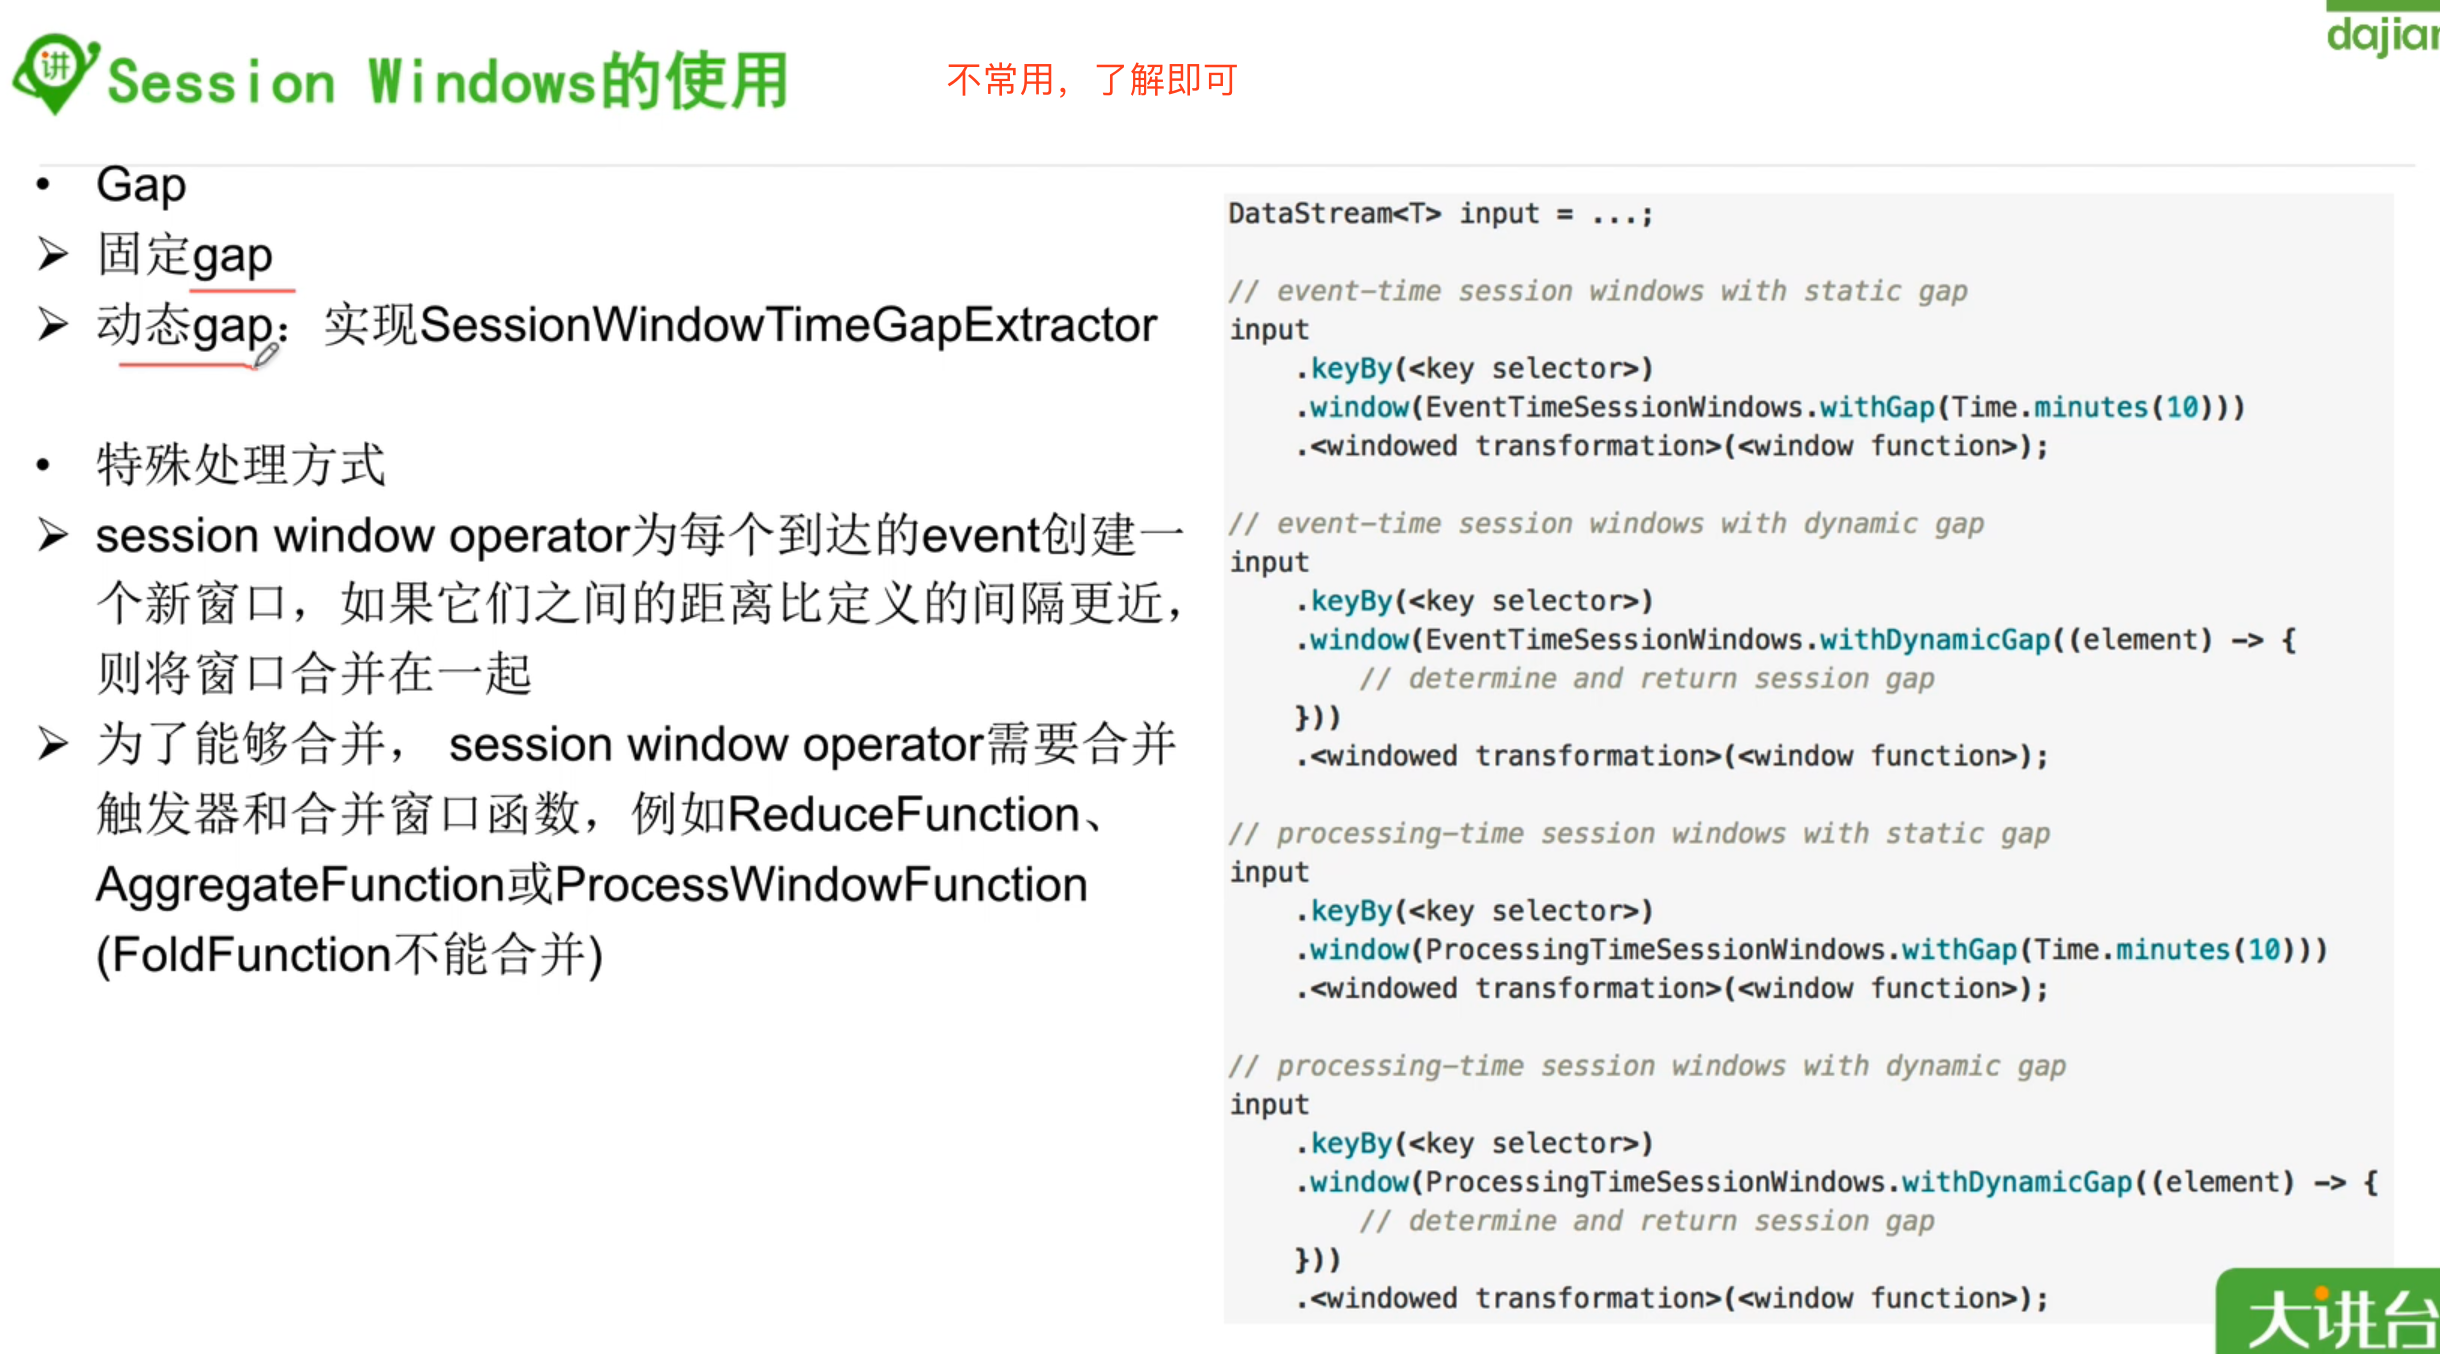 讲
Session Windows的使用
不常用，了解即可
dajian
• Gap
➢ 固定gap
➢ 动态gap：实现SessionWindowTimeGapExtractor
• 特殊处理方式
➢ session window operator为每个到达的event创建一
个新窗口，如果它们之间的距离比定义的间隔更近，
则将窗口合并在一起
➢ 为了能够合并， session window operator需要合并
触发器和合并窗口函数，例如ReduceFunction、
AggregateFunction或ProcessWindowFunction
(FoldFunction不能合并)
DataStream<T> input = ...;
// event-time session windows with static gap
input
.keyBy(<key selector>)
.window(EventTimeSessionWindows.withGap(Time.minutes(10)))
.<windowed transformation>(<window function>);
// event-time session windows with dynamic gap
input
.keyBy(<key selector>)
.window(EventTimeSessionWindows.withDynamicGap((element) -> {
// determine and return session gap
}))
.<windowed transformation>(<window function>);
// processing-time session windows with static gap
input
.keyBy(<key selector>)
.window(ProcessingTimeSessionWindows.withGap(Time.minutes(10)))
.<windowed transformation>(<window function>);
// processing-time session windows with dynamic gap
input
.keyBy(<key selector>)
.window(ProcessingTimeSessionWindows.withDynamicGap((element) -> {
// determine and return session gap
}))
.<windowed transformation>(<window function>);
大讲台